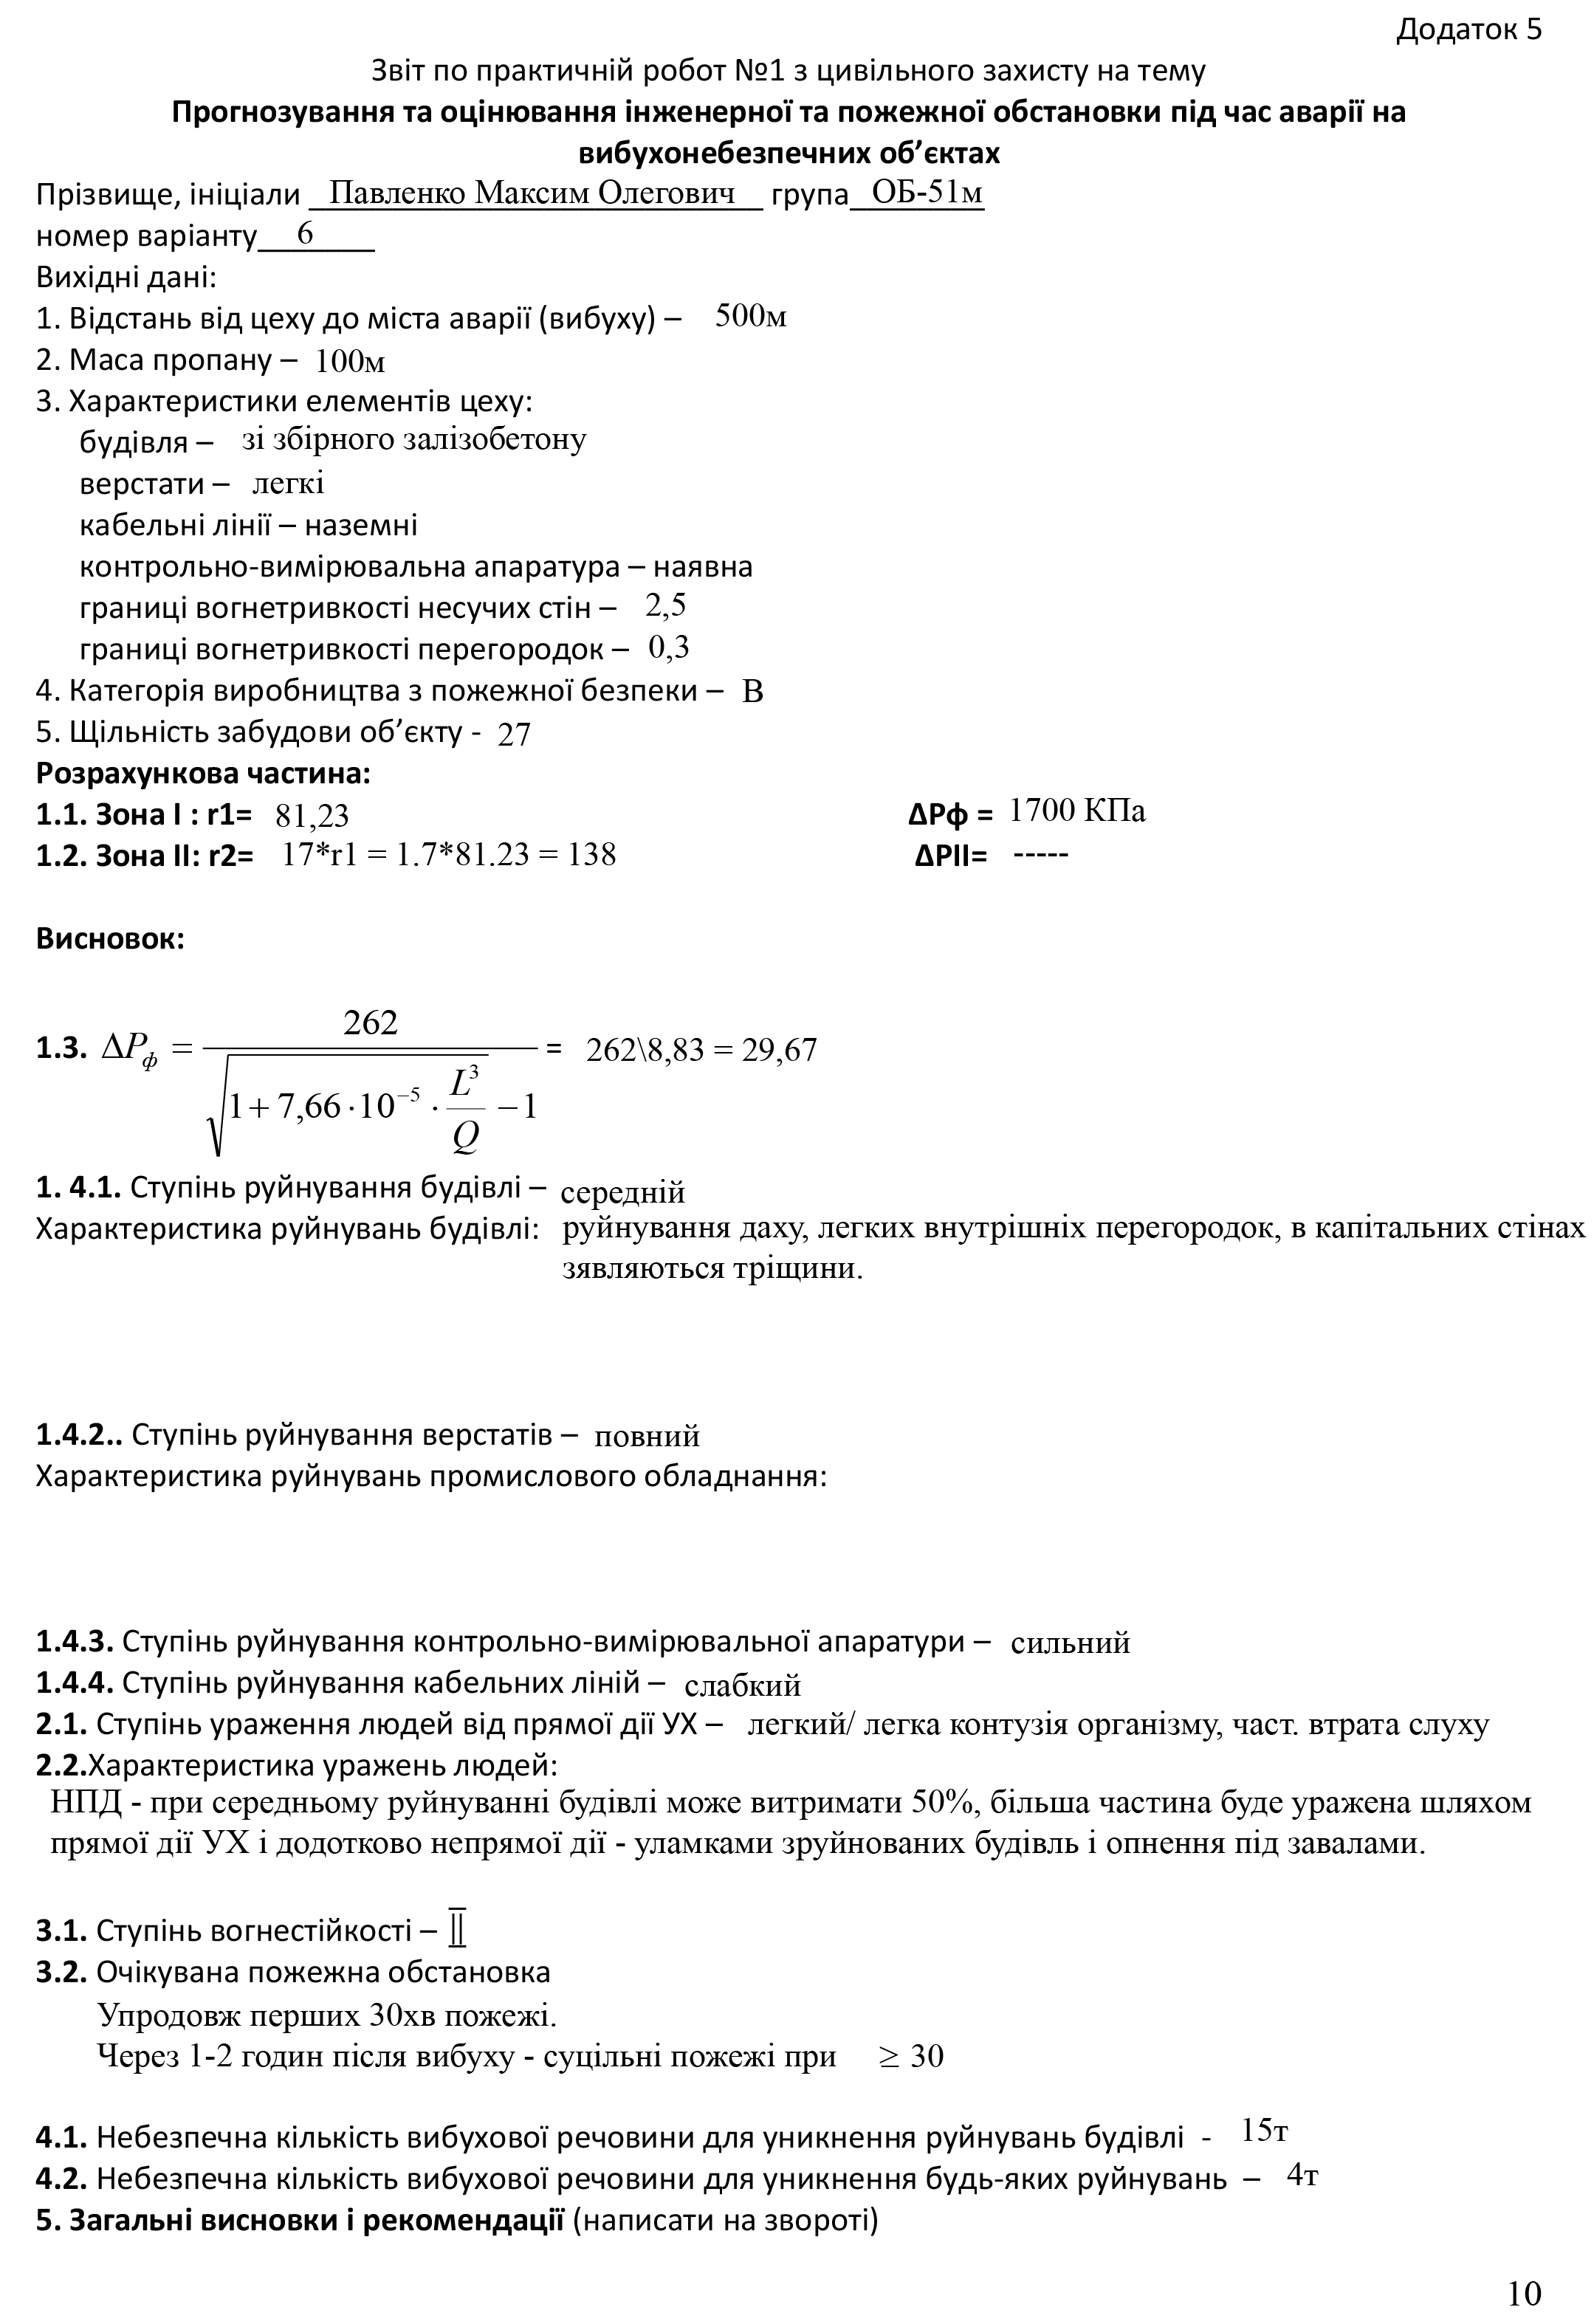 Додаток 5
Звіт по практичній робот №1 з цивільного захисту на тему
Прогнозування та оцінювання інженерної та пожежної обстановки під час аварії на
вибухонебезпечних об’єктах
Прізвище, ініціали Павленко Максим Олегович група ОБ-51м
номер варіанту 6
Вихідні дані:
1. Відстань від цеху до міста аварії (вибуху) – 500м
2. Маса пропану – 100м
3. Характеристики елементів цеху:
будівля – зі збірного залізобетону
верстати – легкі
кабельні лінії – наземні
контрольно-вимірювальна апаратура – наявна
границі вогнетривкості несучих стін – 2,5
границі вогнетривкості перегородок – 0,3
4. Категорія виробництва з пожежної безпеки – В
5. Щільність забудови об’єкту - 27
Розрахункова частина:
1.1. Зона I : r1= 81,23 ΔPф = 1700 КПа
1.2. Зона II: r2= 17*r1 = 1.7*81.23 = 138 ΔPII= -----
Висновок:
1.3. ΔPф = 262 / √(1 + 7,66 · 10⁻⁵ · L³/Q) − 1 = 262\8,83 = 29,67
1. 4.1. Ступінь руйнування будівлі – середній
Характеристика руйнувань будівлі: руйнування даху, легких внутрішніх перегородок, в капітальних стінах
зявляються тріщини.
1.4.2.. Ступінь руйнування верстатів – повний
Характеристика руйнувань промислового обладнання:
1.4.3. Ступінь руйнування контрольно-вимірювальної апаратури – сильний
1.4.4. Ступінь руйнування кабельних ліній – слабкий
2.1. Ступінь ураження людей від прямої дії УХ – легкий/ легка контузія організму, част. втрата слуху
2.2.Характеристика уражень людей:
НПД - при середньому руйнуванні будівлі може витримати 50%, більша частина буде уражена шляхом
прямої дії УХ і додотково непрямої дії - уламками зруйнованих будівль і опнення під завалами.
3.1. Ступінь вогнестійкості – II
3.2. Очікувана пожежна обстановка
Упродовж перших 30хв пожежі.
Через 1-2 годин після вибуху - суцільні пожежі при ≥ 30
4.1. Небезпечна кількість вибухової речовини для уникнення руйнувань будівлі - 15т
4.2. Небезпечна кількість вибухової речовини для уникнення будь-яких руйнувань – 4т
5. Загальні висновки і рекомендації (написати на звороті)
10